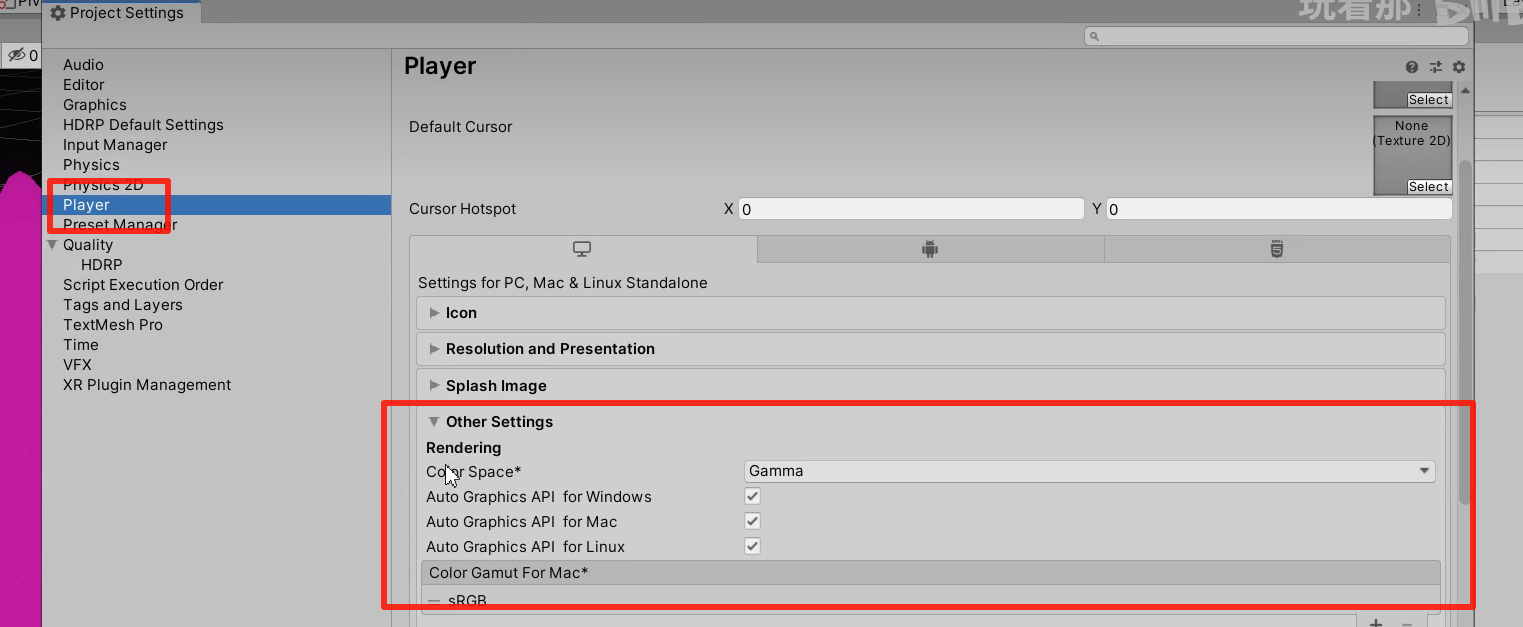 Project Settings
玩着那
0
Audio
Editor
Graphics
HDRP Default Settings
Input Manager
Physics
Physics 2D
Player
Preset Manager
Quality
HDRP
Script Execution Order
Tags and Layers
TextMesh Pro
Time
VFX
XR Plugin Management
Player
Select
Default Cursor
None
(Texture 2D)
Select
Cursor Hotspot X 0 Y 0
Settings for PC, Mac & Linux Standalone
Icon
Resolution and Presentation
Splash Image
Other Settings
Rendering
Color Space* Gamma
Auto Graphics API for Windows
Auto Graphics API for Mac
Auto Graphics API for Linux
Color Gamut For Mac*
sRGB